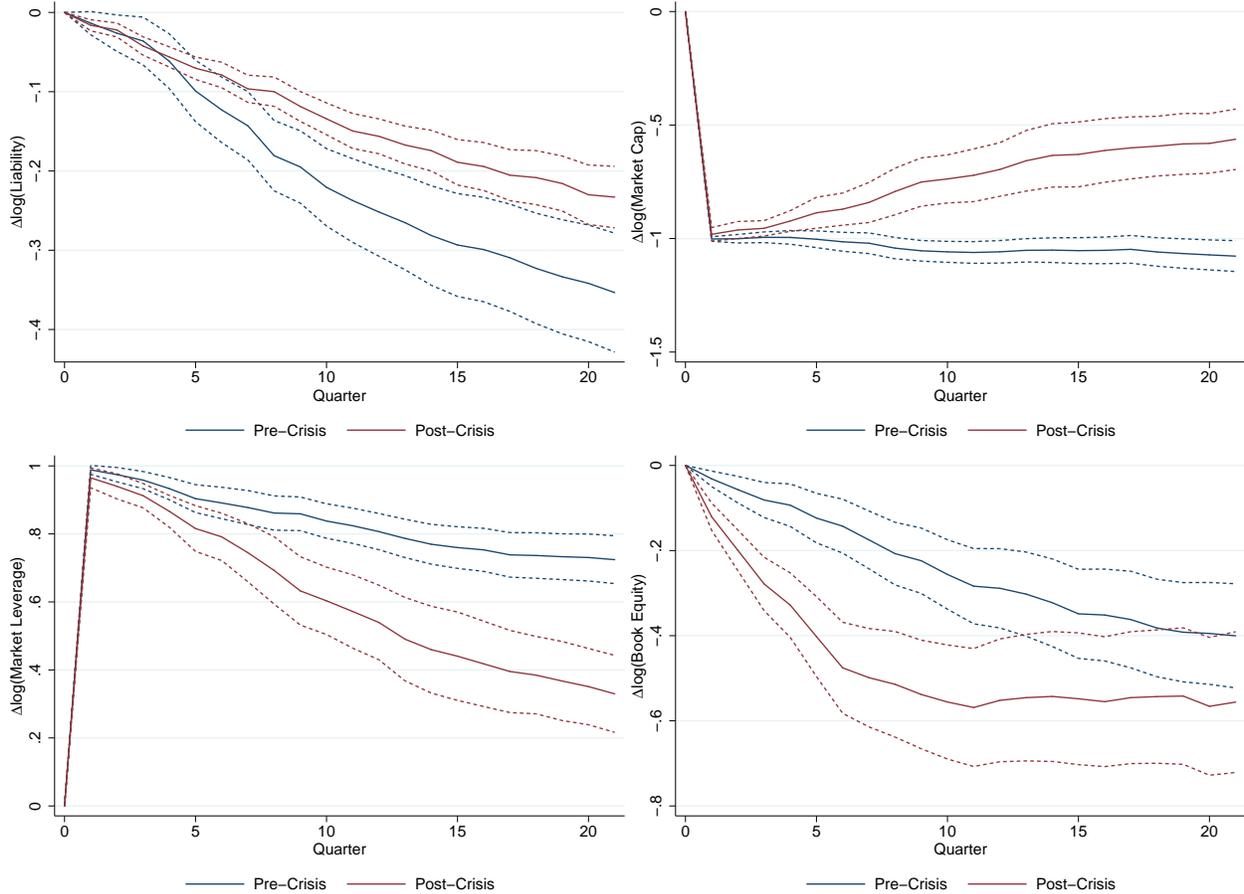 Δlog(Liability)
0
−.1
−.2
−.3
−.4
0 5 10 15 20
Quarter
Pre−Crisis Post−Crisis
Δlog(Market Cap)
0
−.5
−1
−1.5
0 5 10 15 20
Quarter
Pre−Crisis Post−Crisis
Δlog(Market Leverage)
1
.8
.6
.4
.2
0
0 5 10 15 20
Quarter
Pre−Crisis Post−Crisis
Δlog(Book Equity)
0
−.2
−.4
−.6
−.8
0 5 10 15 20
Quarter
Pre−Crisis Post−Crisis